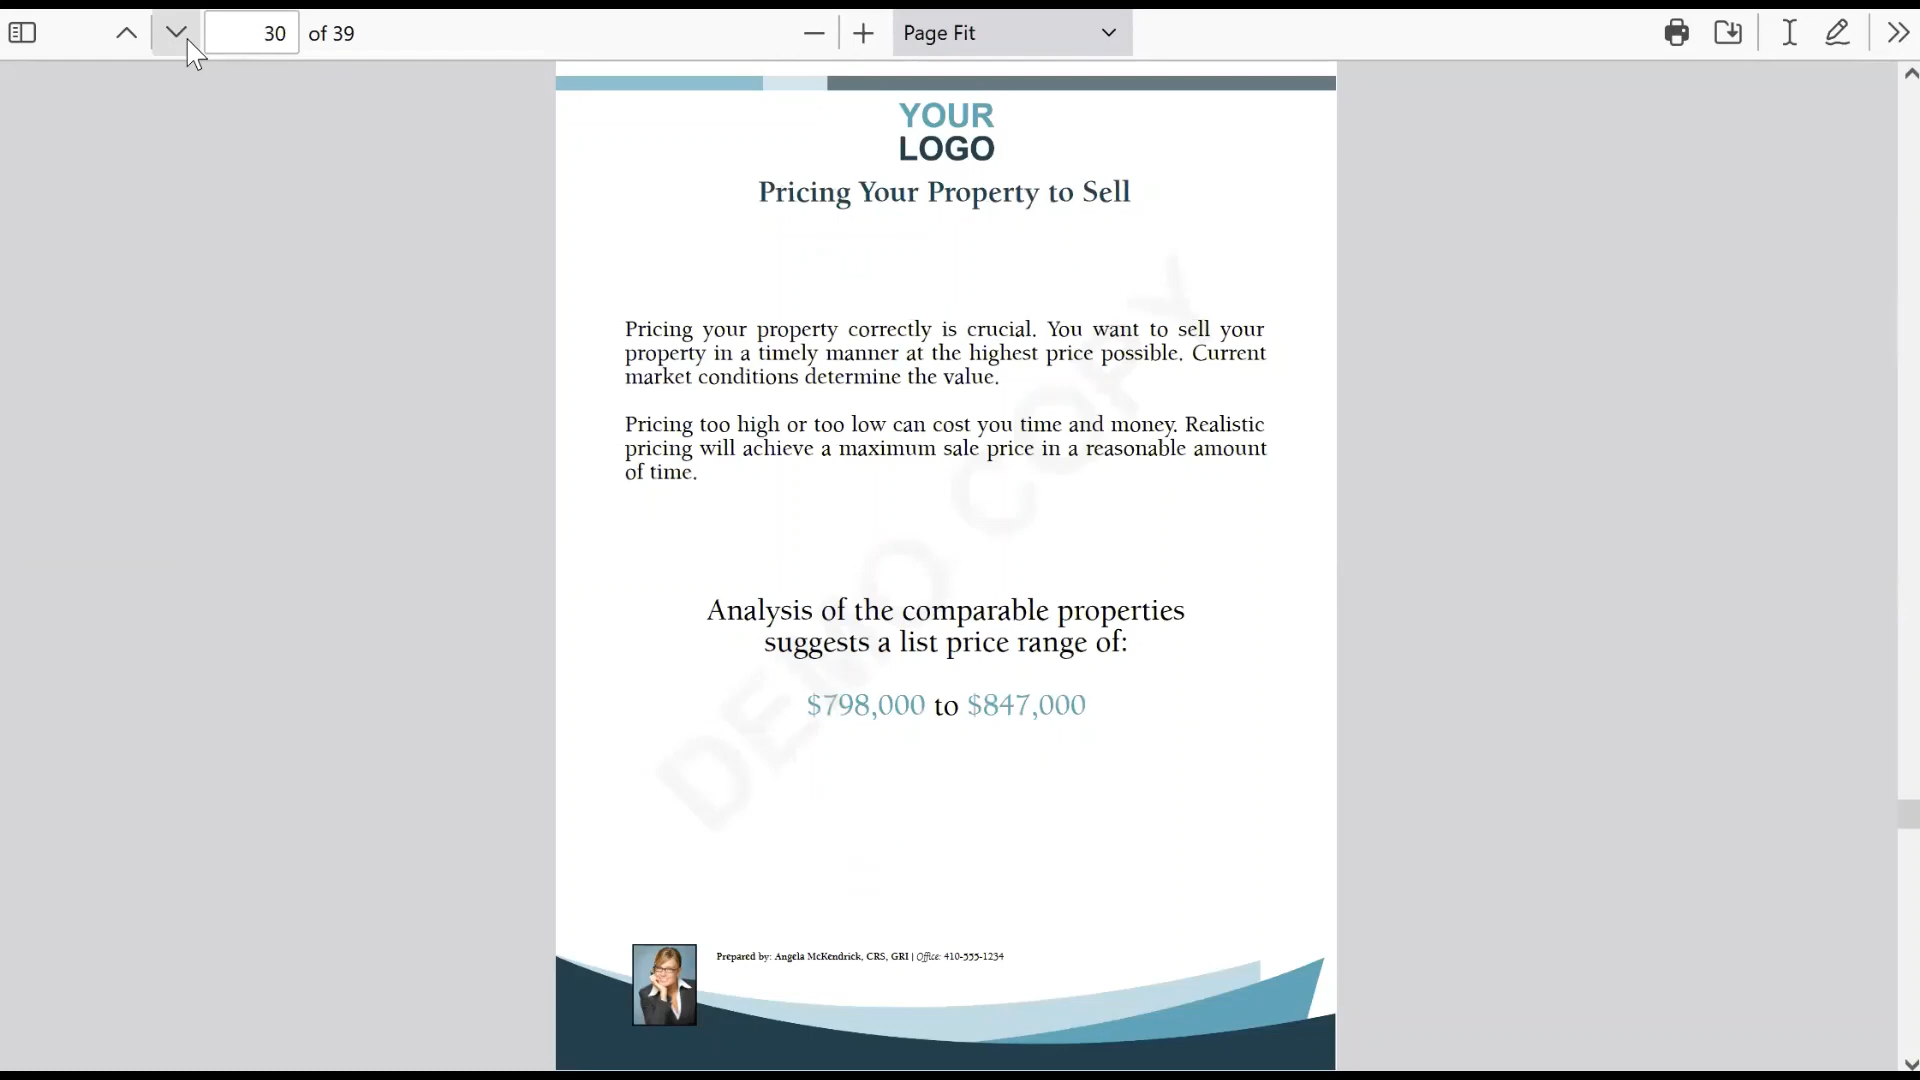 30 of 39
Page Fit
YOUR
LOGO
Pricing Your Property to Sell
Pricing your property correctly is crucial. You want to sell your
property in a timely manner at the highest price possible. Current
market conditions determine the value.
Pricing too high or too low can cost you time and money. Realistic
pricing will achieve a maximum sale price in a reasonable amount
of time.
Analysis of the comparable properties
suggests a list price range of:
$798,000 to $847,000
DEMO COPY
Prepared by: Angela McKendrick, CRS, GRI | Office: 410-555-1234